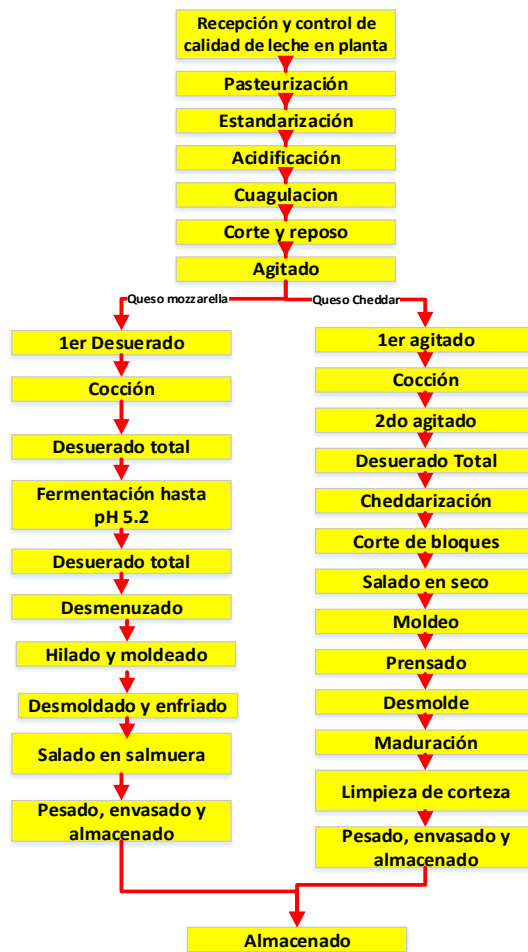 Recepción y control de
calidad de leche en planta
Pasteurización
Estandarización
Acidificación
Cuagulacion
Corte y reposo
Agitado
Queso mozzarella
1er Desuerado
Cocción
Desuerado total
Fermentación hasta
pH 5.2
Desuerado total
Desmenuzado
Hilado y moldeado
Desmoldado y enfriado
Salado en salmuera
Pesado, envasado y
almacenado
Queso Cheddar
1er agitado
Cocción
2do agitado
Desuerado Total
Cheddarización
Corte de bloques
Salado en seco
Moldeo
Prensado
Desmolde
Maduración
Limpieza de corteza
Pesado, envasado y
almacenado
Almacenado